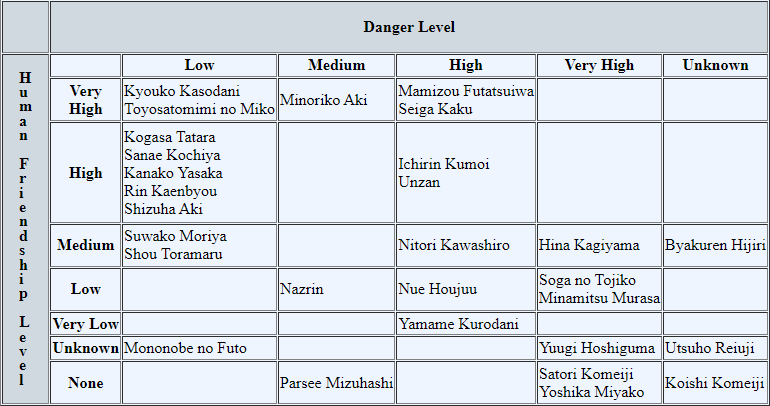 Danger Level
Human Friendship Level
Low Medium High Very High Unknown
Very High
Kyouko Kasodani
Toyosatomimi no Miko
Minoriko Aki
Mamizou Futatsuiwa
Seiga Kaku
High
Kogasa Tatara
Sanae Kochiya
Kanako Yasaka
Rin Kaenbyou
Shizuha Aki
Ichirin Kumoi
Unzan
Medium
Suwako Moriya
Shou Toramaru
Nitori Kawashiro
Hina Kagiyama
Byakuren Hijiri
Low
Nazrin
Nue Houjuu
Soga no Tojiko
Minamitsu Murasa
Very Low
Yamame Kurodani
Unknown
Mononobe no Futo
Yuugi Hoshiguma
Utsuho Reiuji
None
Parsee Mizuhashi
Satori Komeiji
Yoshika Miyako
Koishi Komeiji